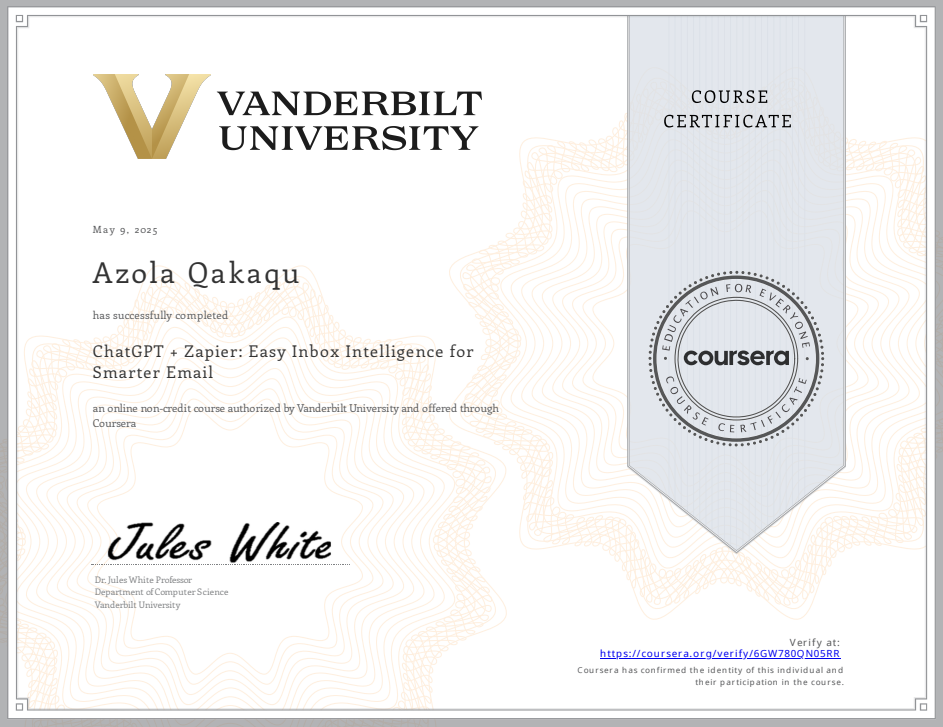 VANDERBILT
UNIVERSITY
COURSE
CERTIFICATE
May 9, 2025
Azola Qakaqu
has successfully completed
ChatGPT + Zapier: Easy Inbox Intelligence for
Smarter Email
an online non-credit course authorized by Vanderbilt University and offered through
Coursera
EDUCATION FOR EVERYONE
coursera
COURSE CERTIFICATE
Jules White
Dr. Jules White Professor
Department of Computer Science
Vanderbilt University
Verify at:
https://coursera.org/verify/6GW780QN05RR
Coursera has confirmed the identity of this individual and
their participation in the course.